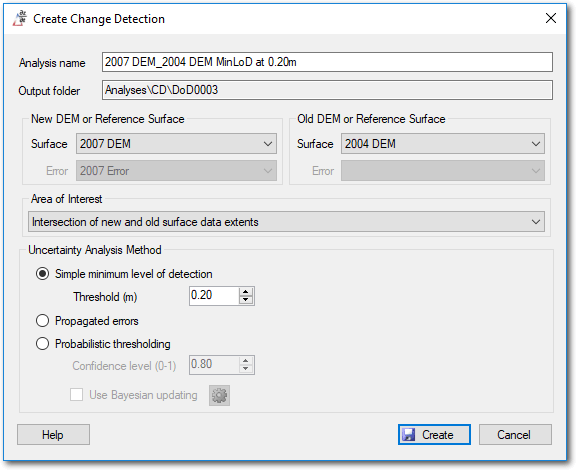 Create Change Detection
Analysis name 2007 DEM_2004 DEM MinLoD at 0.20m
Output folder Analyses\CD\DoD0003
New DEM or Reference Surface
Surface 2007 DEM
Error 2007 Error
Old DEM or Reference Surface
Surface 2004 DEM
Error
Area of Interest
Intersection of new and old surface data extents
Uncertainty Analysis Method
Simple minimum level of detection
Threshold (m) 0.20
Propagated errors
Probabilistic thresholding
Confidence level (0-1) 0.80
Use Bayesian updating
Help
Create
Cancel